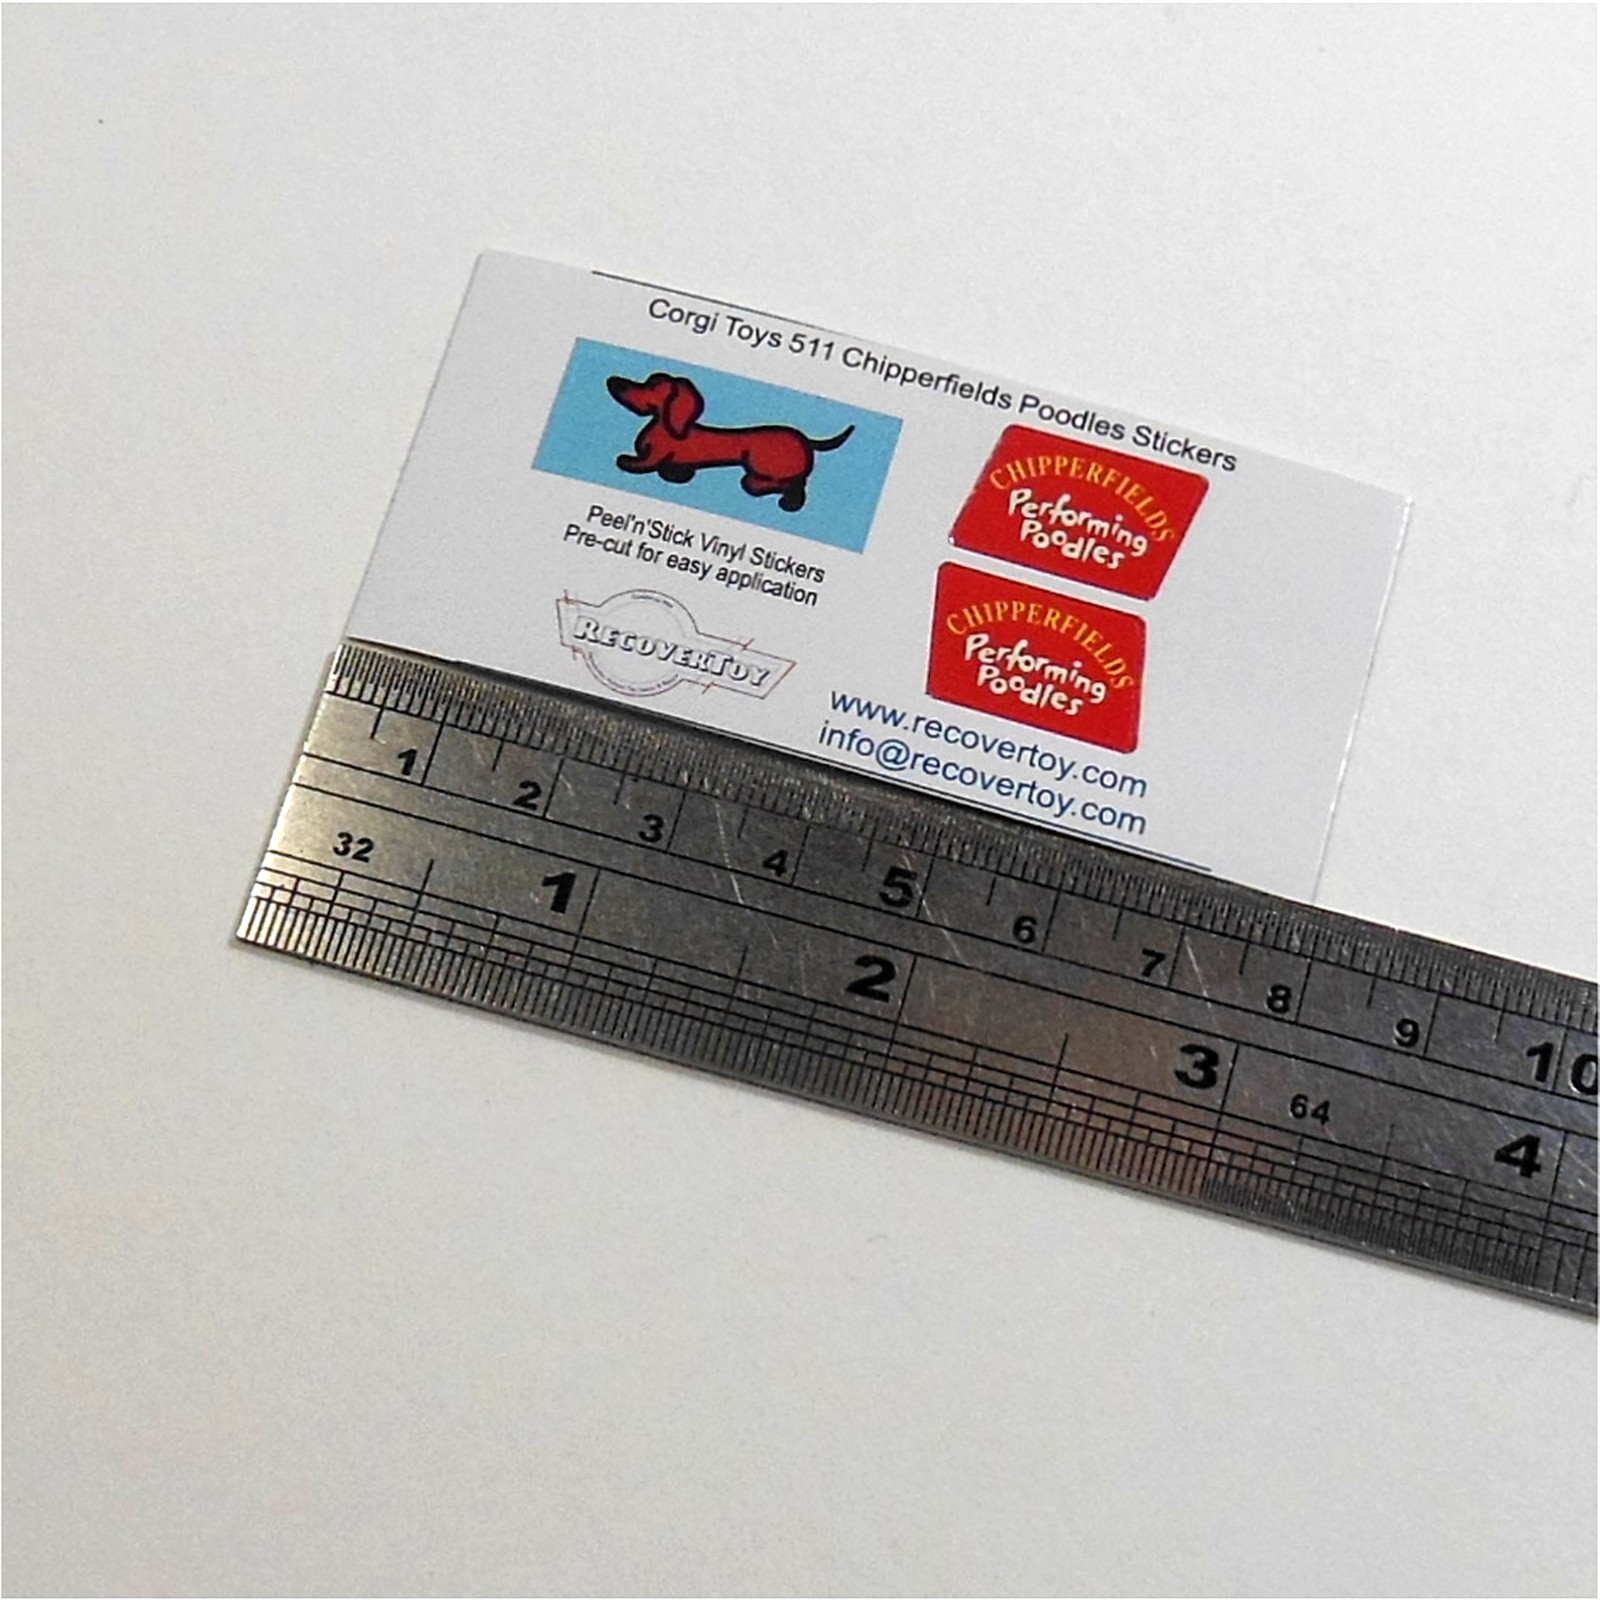 Corgi Toys 511 Chipperfields Poodles Stickers
CHIPPERFIELDS
Performing
Poodles
Peel'n'Stick Vinyl Stickers
Pre-cut for easy application
RECOVERTOY
CHIPPERFIELDS
Performing
Poodles
www.recovertoy.com
info@recovertoy.com
1 2 3 4 5 6 7 8 9 10
32 1 2 3 64 4